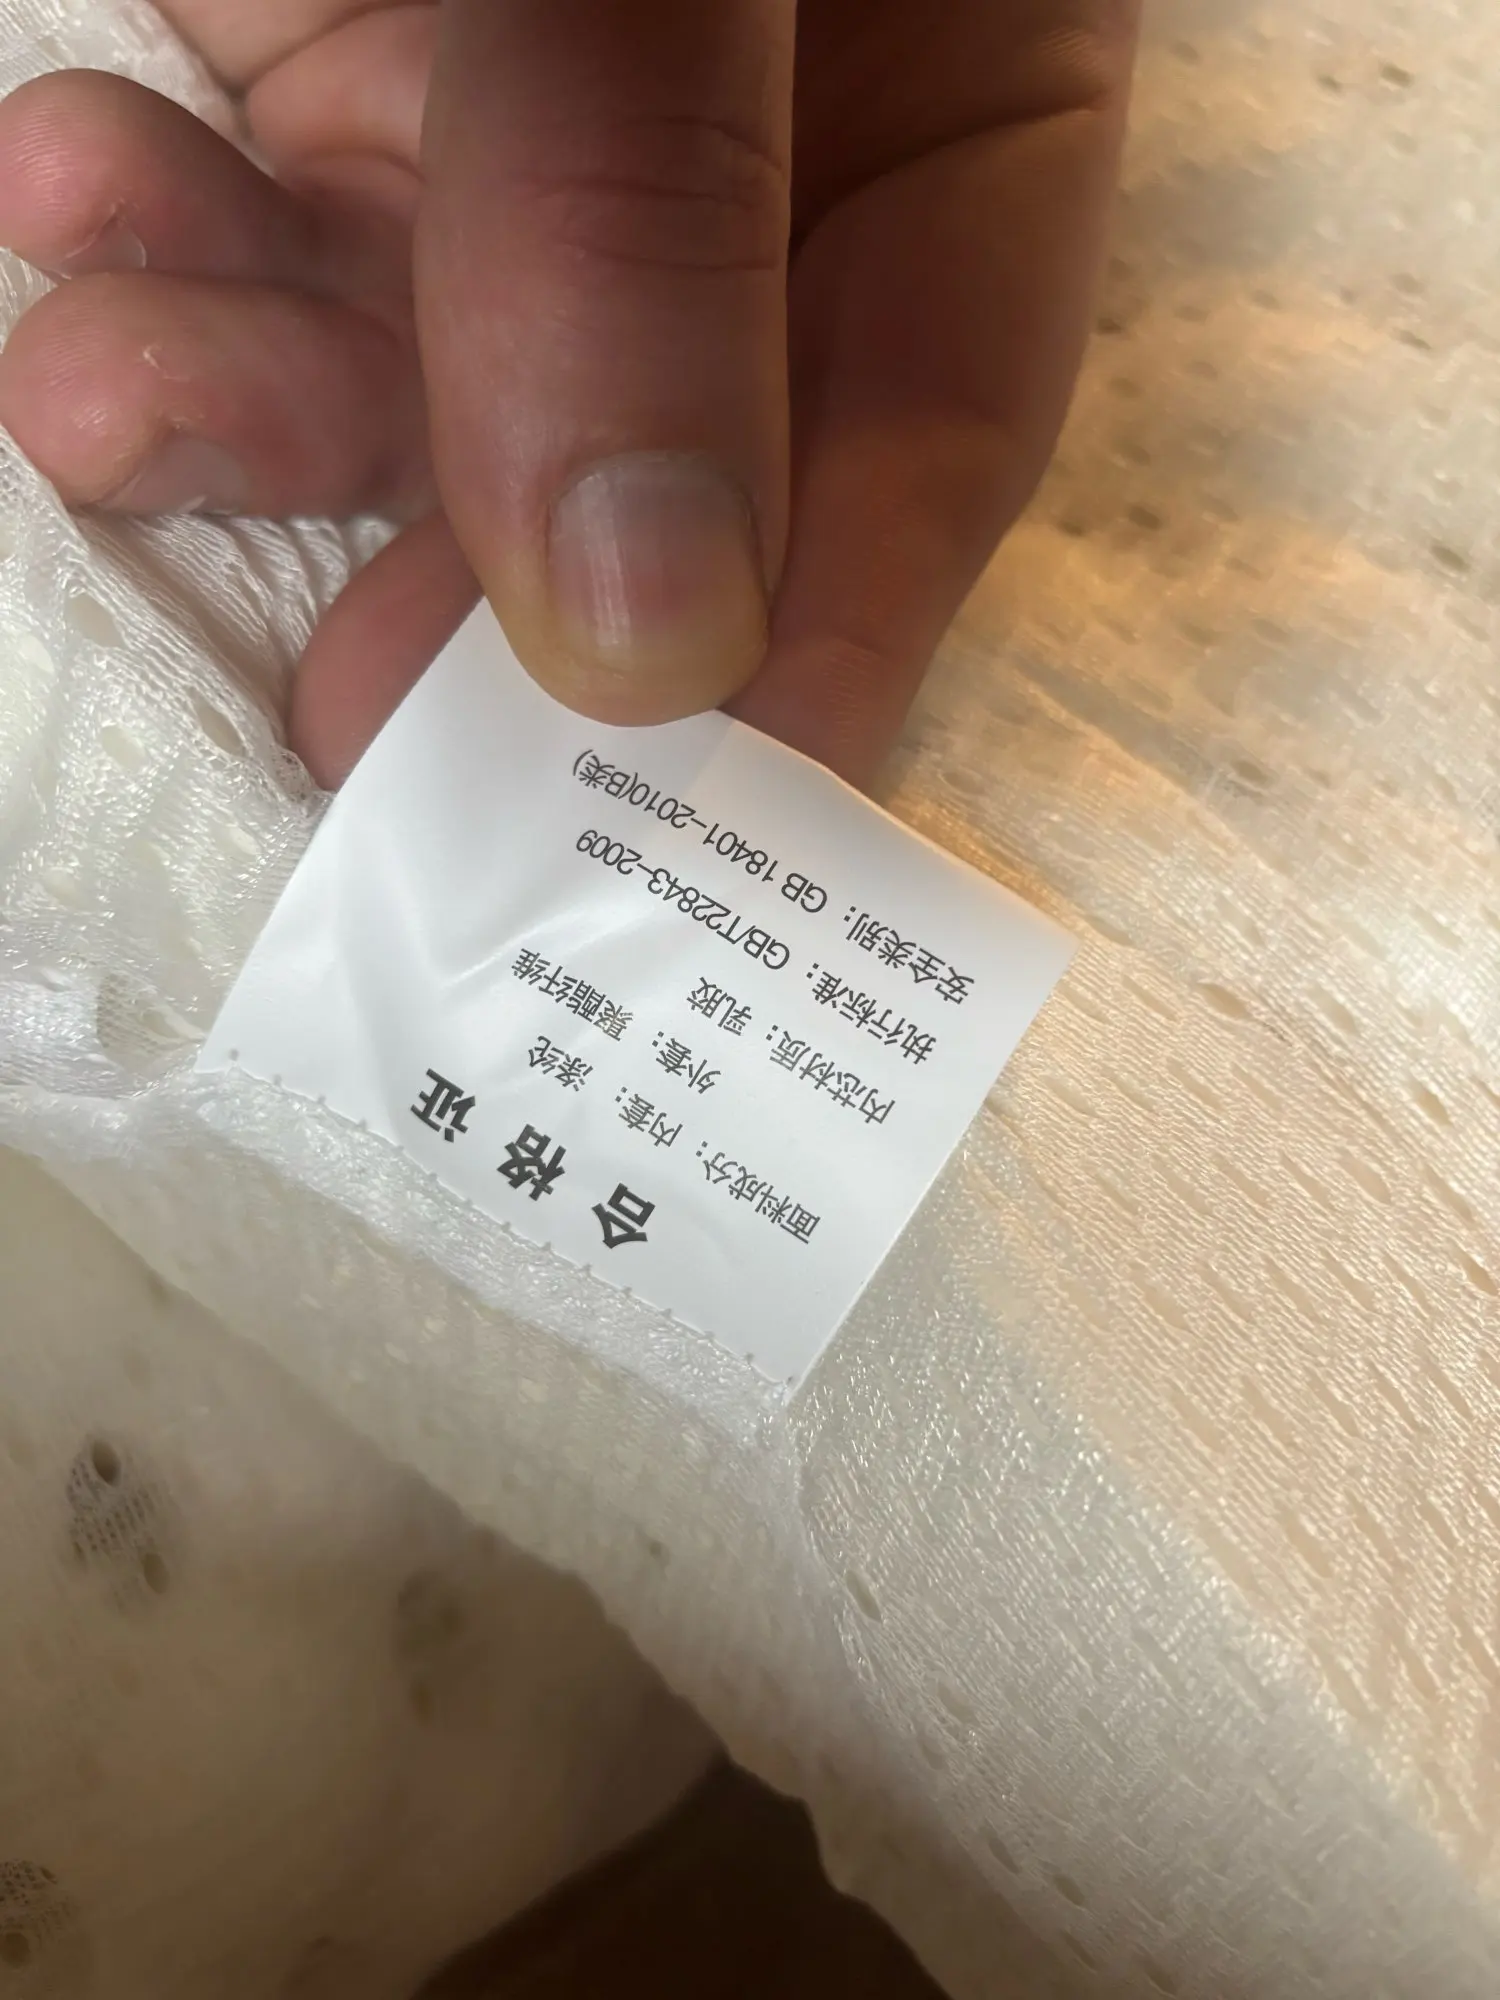 合格证
面料成分：内套：涤纶
外套：聚酯纤维
内芯材质：乳胶
执行标准：GB/T22843-2009
安全类别：GB 18401-2010(B类)